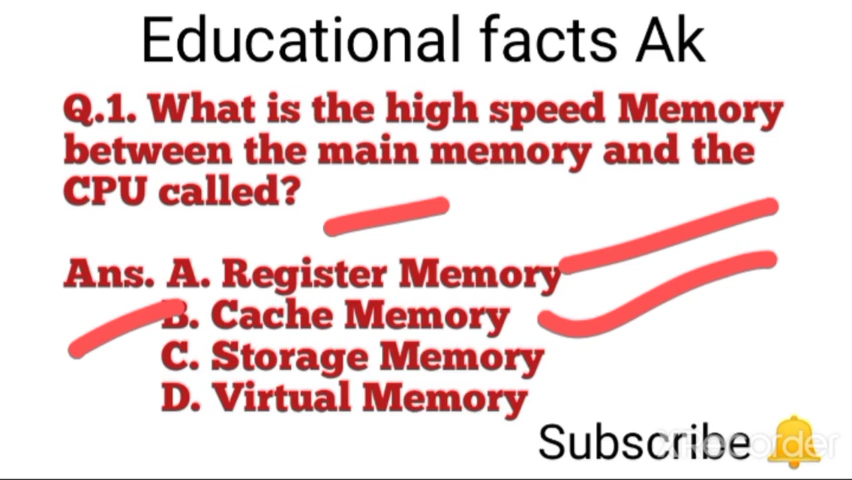 Educational facts Ak
Q.1. What is the high speed Memory
between the main memory and the
CPU called?
Ans. A. Register Memory
B. Cache Memory
C. Storage Memory
D. Virtual Memory
Subscribe
XRecorder